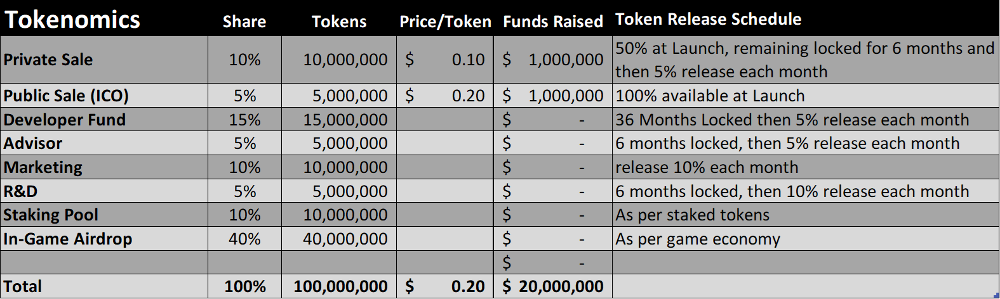 Tokenomics Share Tokens Price/Token Funds Raised Token Release Schedule
Private Sale 10% 10,000,000 $ 0.10 $ 1,000,000 50% at Launch, remaining locked for 6 months and
then 5% release each month
Public Sale (ICO) 5% 5,000,000 $ 0.20 $ 1,000,000 100% available at Launch
Developer Fund 15% 15,000,000 $ - 36 Months Locked then 5% release each month
Advisor 5% 5,000,000 $ - 6 months locked, then 5% release each month
Marketing 10% 10,000,000 $ - release 10% each month
R&D 5% 5,000,000 $ - 6 months locked, then 10% release each month
Staking Pool 10% 10,000,000 $ - As per staked tokens
In-Game Airdrop 40% 40,000,000 $ - As per game economy
$ -
Total 100% 100,000,000 $ 0.20 $ 20,000,000